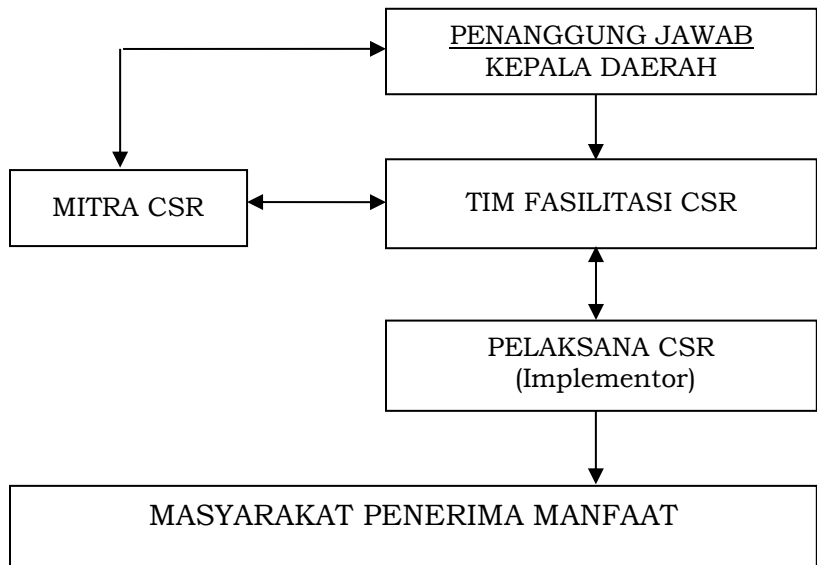 PENANGGUNG JAWAB
KEPALA DAERAH
MITRA CSR
TIM FASILITASI CSR
PELAKSANA CSR
(Implementor)
MASYARAKAT PENERIMA MANFAAT